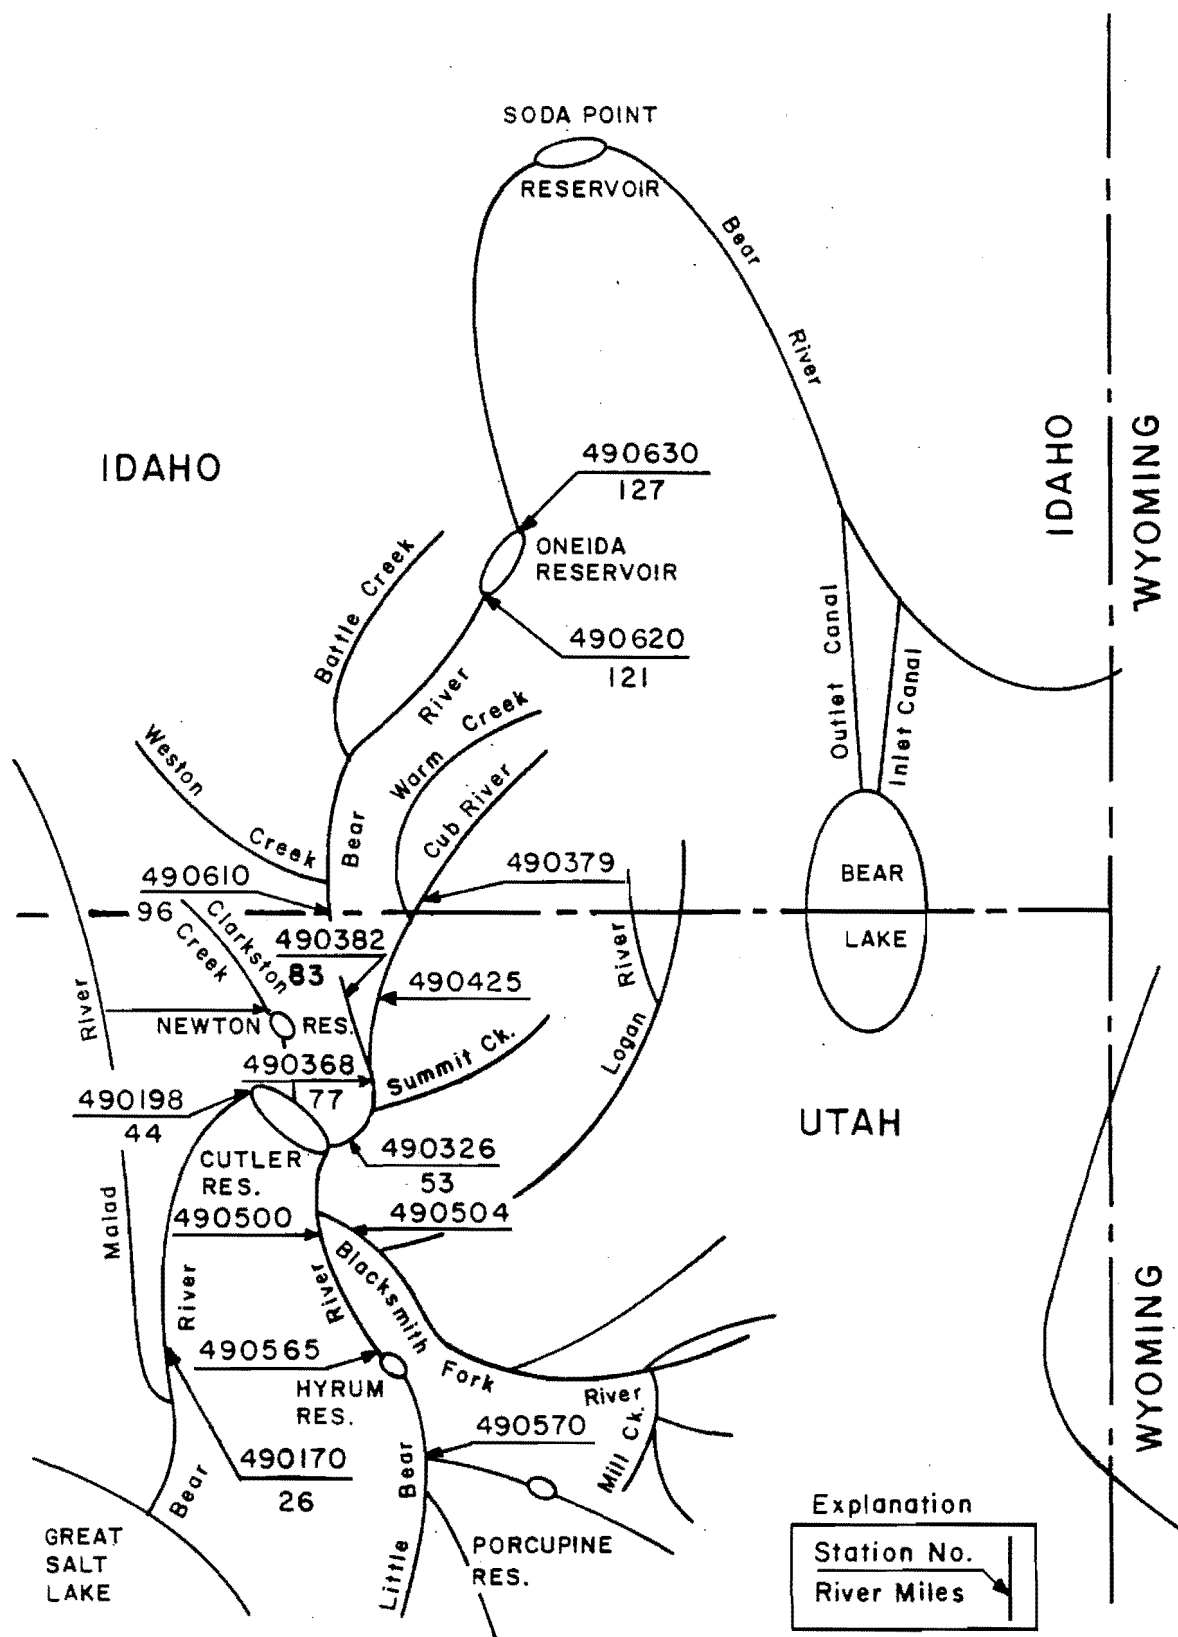 SODA POINT
RESERVOIR
Bear
River
IDAHO
IDAHO
WYOMING
490630
127
ONEIDA
RESERVOIR
Battle Creek
490620
121
River
Outlet Canal
Inlet Canal
Weston
Creek
Warm Creek
Cub River
Bear
490379
490610
96
BEAR
LAKE
Clarkston
Creek
490382
83
490425
River
Logan
River
NEWTON RES.
Summit Ck.
490368
77
490198
44
UTAH
490326
53
CUTLER
RES.
Malad
490500
490504
River
River
Blacksmith
Fork
River
WYOMING
490565
HYRUM
RES.
490570
Mill Ck.
490170
26
Bear
Bear
Little
PORCUPINE
RES.
GREAT
SALT
LAKE
Explanation
Station No.
River Miles